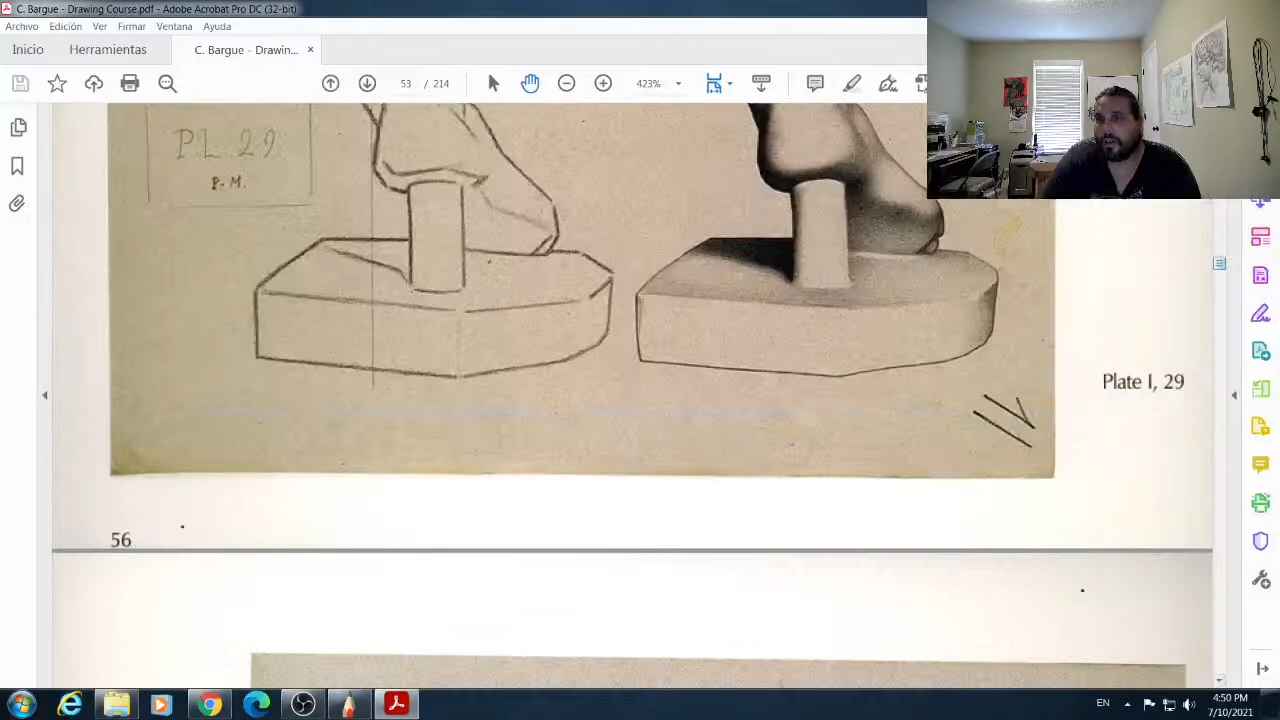 C. Bargue - Drawing Course.pdf - Adobe Acrobat Pro DC (32-bit)
Archivo Edición Ver Firmar Ventana Ayuda
Inicio Herramientas C. Bargue - Drawin... ×
53 214 423%
PL. 29
P. M.
Plate I, 29
56
EN 4:50 PM
7/10/2021